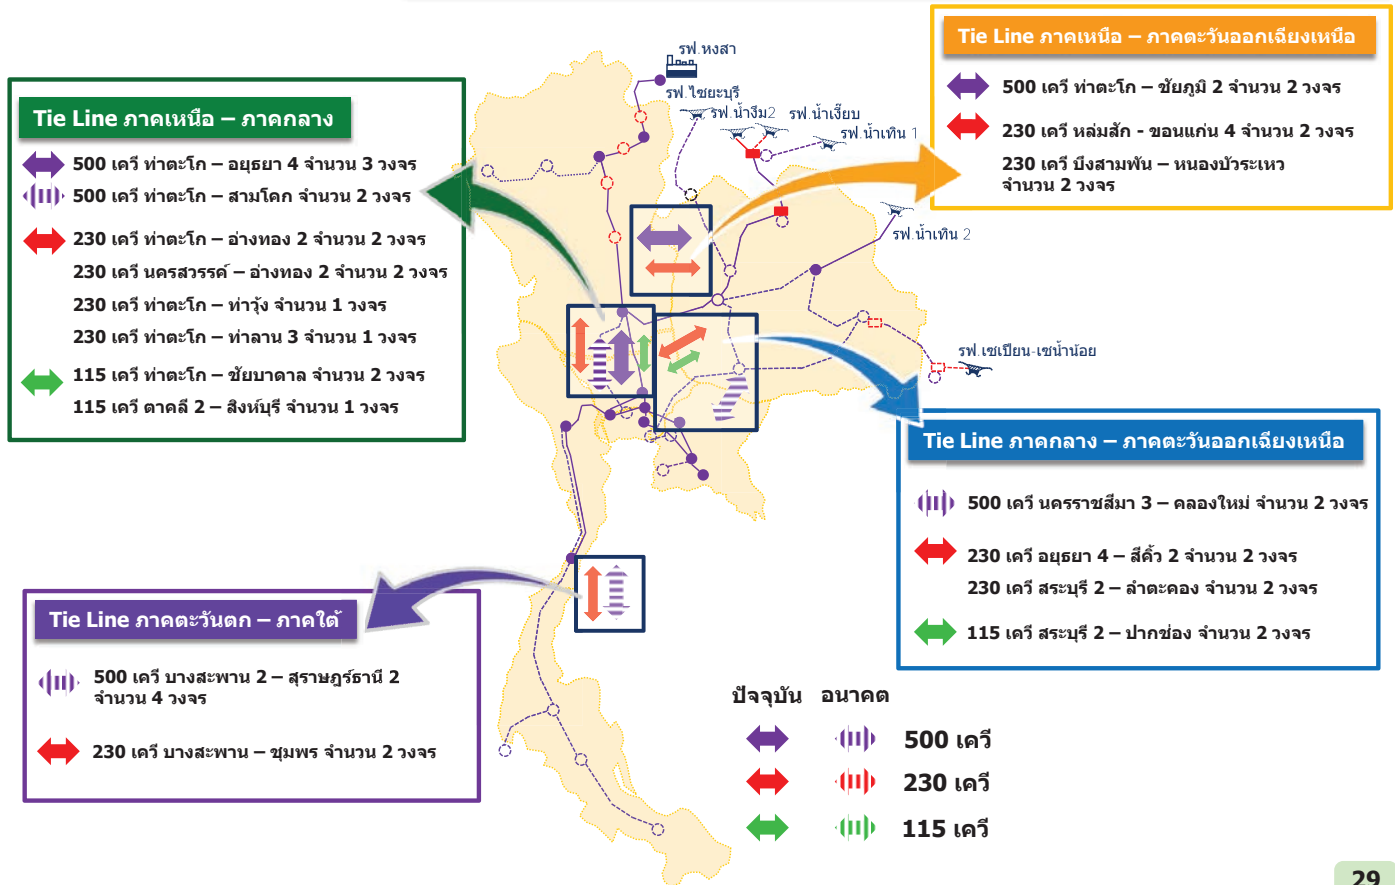 Tie Line ภาคเหนือ – ภาคกลาง
500 เควี ท่าตะโก – อยุธยา 4 จำนวน 3 วงจร
500 เควี ท่าตะโก – สามโคก จำนวน 2 วงจร
230 เควี ท่าตะโก – อ่างทอง 2 จำนวน 2 วงจร
230 เควี นครสวรรค์ – อ่างทอง 2 จำนวน 2 วงจร
230 เควี ท่าตะโก – ท่าวุ้ง จำนวน 1 วงจร
230 เควี ท่าตะโก – ท่าลาน 3 จำนวน 1 วงจร
115 เควี ท่าตะโก – ชัยบาดาล จำนวน 2 วงจร
115 เควี ตาคลี 2 – สิงห์บุรี จำนวน 1 วงจร
รฟ.หงสา
รฟ.ไซยะบุรี
รฟ.น้ำงึม2
รฟ.น้ำเงี๊ยบ
รฟ.น้ำเทิน 1
รฟ.น้ำเทิน 2
รฟ.เซเปียน-เซน้ำน้อย
Tie Line ภาคเหนือ – ภาคตะวันออกเฉียงเหนือ
500 เควี ท่าตะโก – ชัยภูมิ 2 จำนวน 2 วงจร
230 เควี หล่มสัก - ขอนแก่น 4 จำนวน 2 วงจร
230 เควี บึงสามพัน – หนองบัวระเหว
จำนวน 2 วงจร
Tie Line ภาคกลาง – ภาคตะวันออกเฉียงเหนือ
500 เควี นครราชสีมา 3 – คลองใหม่ จำนวน 2 วงจร
230 เควี อยุธยา 4 – สีคิ้ว 2 จำนวน 2 วงจร
230 เควี สระบุรี 2 – ลำตะคอง จำนวน 2 วงจร
115 เควี สระบุรี 2 – ปากช่อง จำนวน 2 วงจร
Tie Line ภาคตะวันตก – ภาคใต้
500 เควี บางสะพาน 2 – สุราษฎร์ธานี 2
จำนวน 4 วงจร
230 เควี บางสะพาน – ชุมพร จำนวน 2 วงจร
ปัจจุบัน อนาคต
500 เควี
230 เควี
115 เควี
29